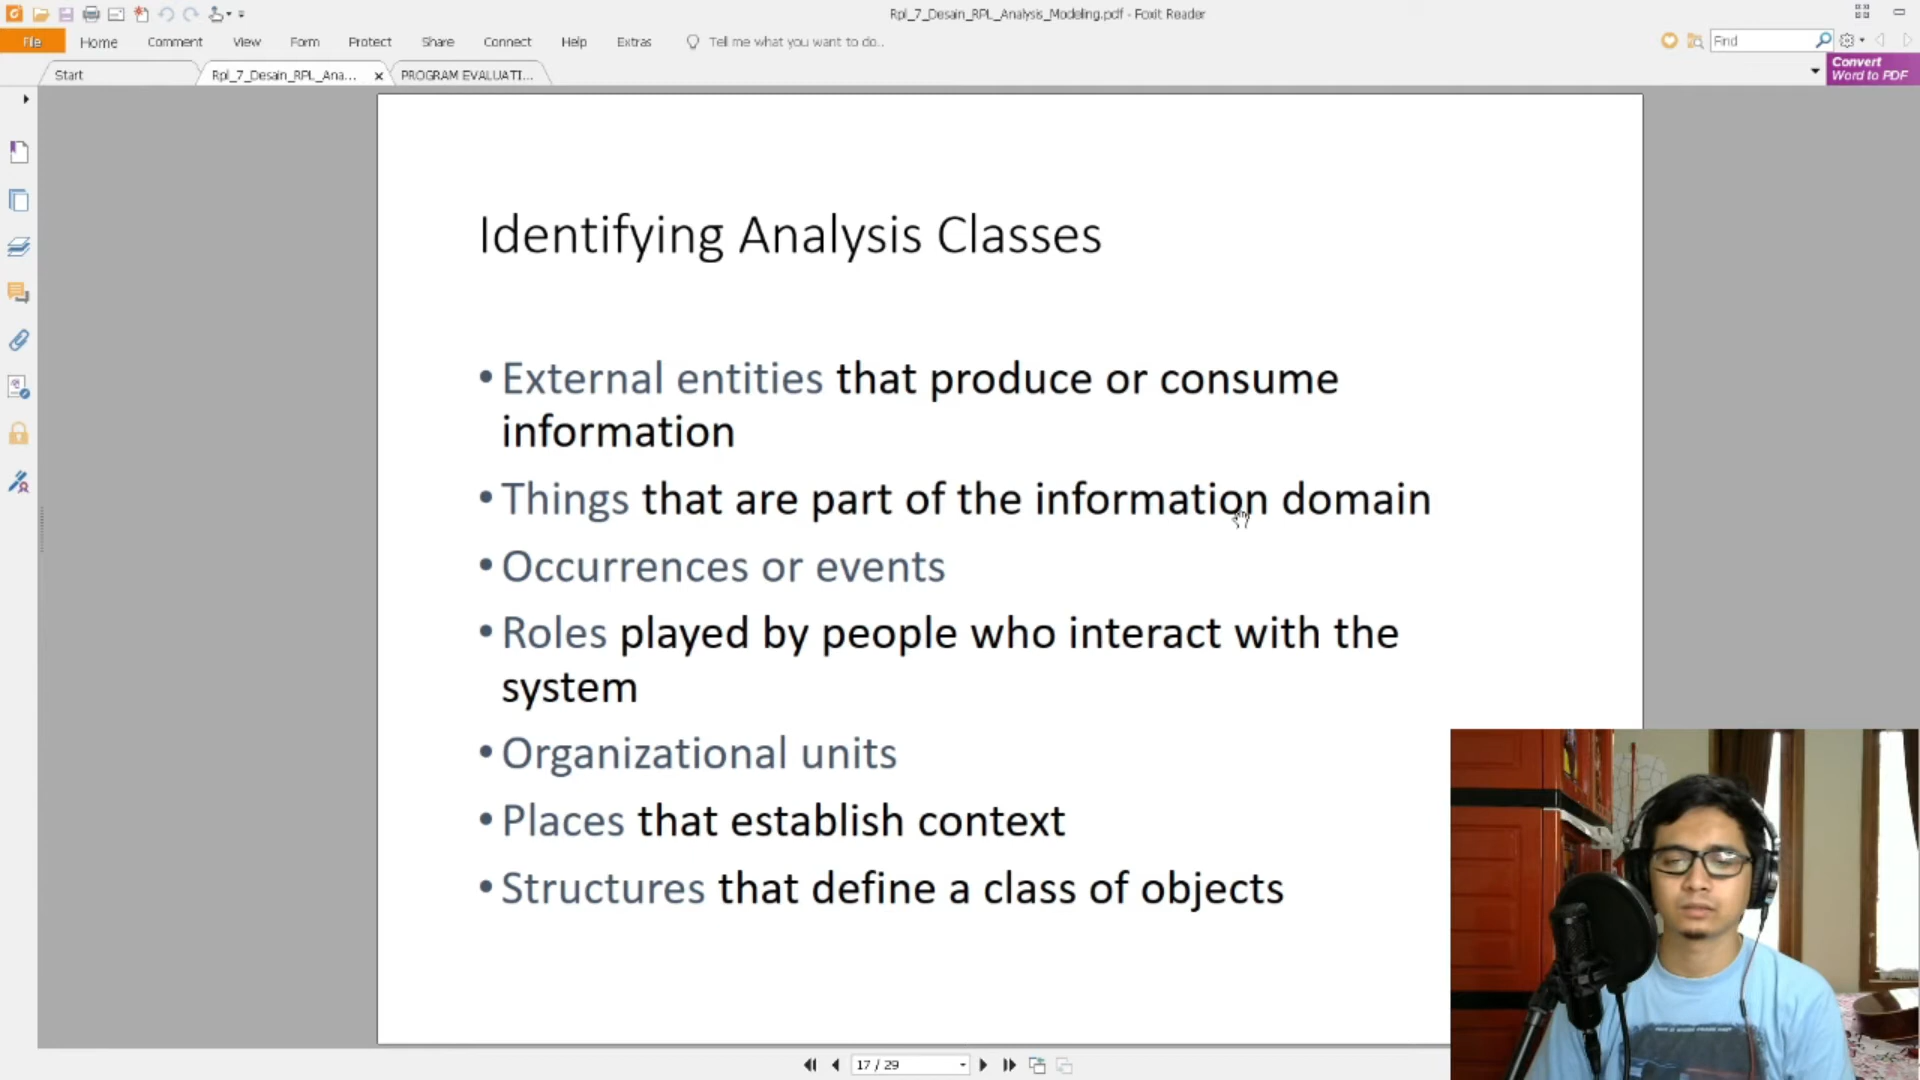 Rpl_7_Desain_RPL_Analysis_Modeling.pdf - Foxit Reader
File Home Comment View Form Protect Share Connect Help Extras Tell me what you want to do.. Find
Start Rpl_7_Desain_RPL_Ana... PROGRAM EVALUATI... Convert
Word to PDF
Identifying Analysis Classes
• External entities that produce or consume
information
• Things that are part of the information domain
• Occurrences or events
• Roles played by people who interact with the
system
• Organizational units
• Places that establish context
• Structures that define a class of objects
17 / 29